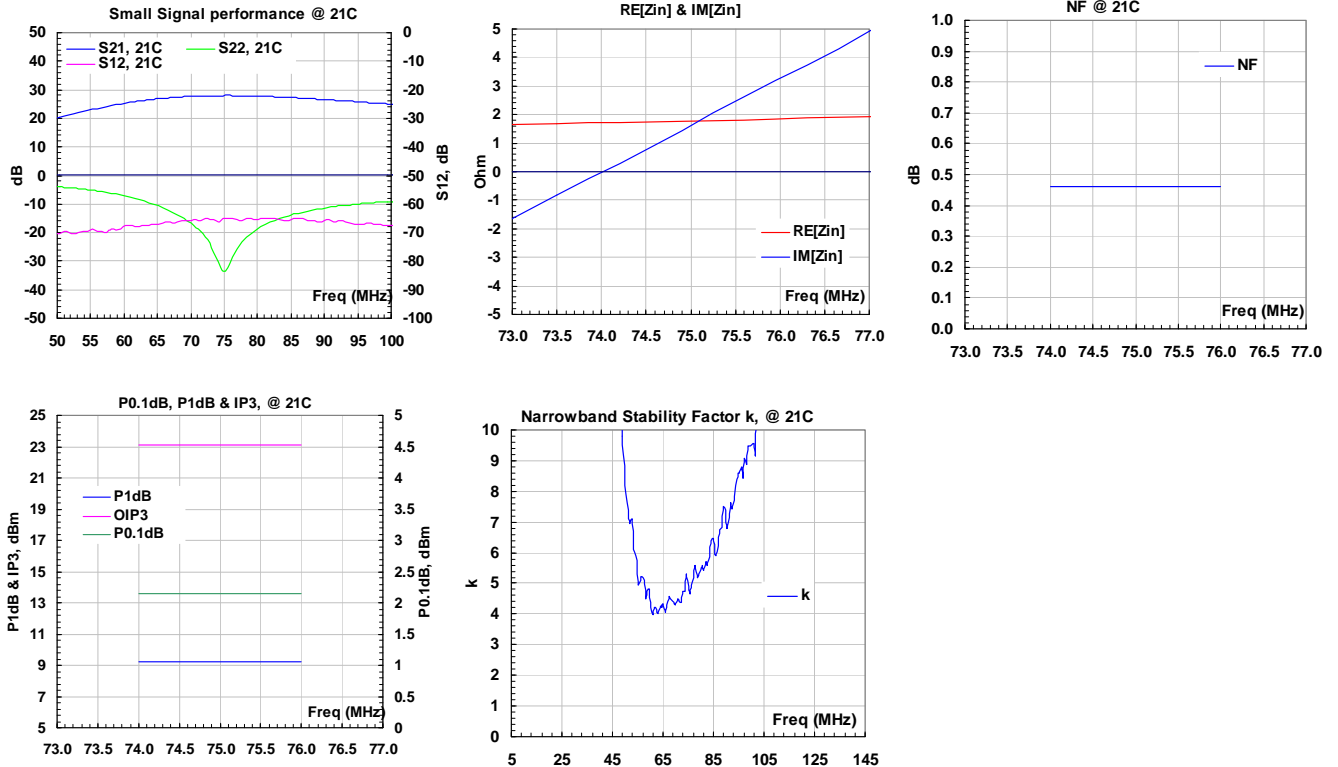 Small Signal performance @ 21C
50
40
30
20
10
0
-10
-20
-30
-40
-50
dB
S21, 21C
S22, 21C
S12, 21C
0
-10
-20
-30
-40
-50
-60
-70
-80
-90
-100
S12, dB
Freq (MHz)
50 55 60 65 70 75 80 85 90 95 100
RE[Zin] & IM[Zin]
5
4
3
2
1
0
-1
-2
-3
-4
-5
Ohm
RE[Zin]
IM[Zin]
Freq (MHz)
73.0 73.5 74.0 74.5 75.0 75.5 76.0 76.5 77.0
NF @ 21C
1.0
0.9
0.8
0.7
0.6
0.5
0.4
0.3
0.2
0.1
0.0
dB
NF
Freq (MHz)
73.0 73.5 74.0 74.5 75.0 75.5 76.0 76.5 77.0
P0.1dB, P1dB & IP3, @ 21C
25
23
21
19
17
15
13
11
9
7
5
P1dB & IP3, dBm
P1dB
OIP3
P0.1dB
5
4.5
4
3.5
3
2.5
2
1.5
1
0.5
0
P0.1dB, dBm
Freq (MHz)
73.0 73.5 74.0 74.5 75.0 75.5 76.0 76.5 77.0
Narrowband Stability Factor k, @ 21C
10
9
8
7
6
5
4
3
2
1
0
k
k
Freq (MHz)
5 25 45 65 85 105 125 145